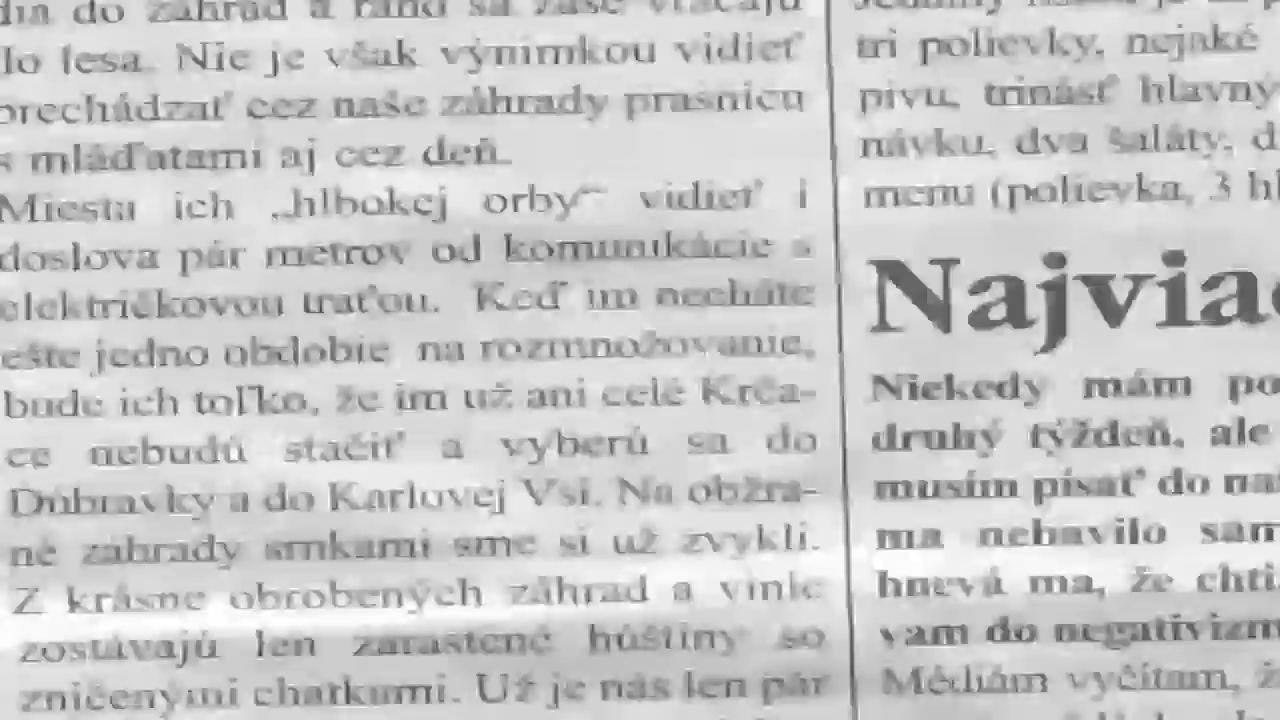 do záhrad a ráno sa zase vracajú
do lesa. Nie je však výnimkou vidieť
prechádzať cez naše záhrady prasnicu
s mláďatami aj cez deň.
Miesta ich „hlbokej orby“ vidieť i
doslova pár metrov od komunikácie s
električkovou traťou. Keď im necháte
ešte jedno obdobie na rozmnožovanie,
bude ich toľko, že im už ani celé Krča-
ce nebudú stačiť a vyberú sa do
Dúbravky a do Karlovej Vsi. Na obžra-
né záhrady srnkami sme si už zvykli.
Z krásne obrobených záhrad a viníc
zostávajú len zarastené húštiny so
zničenými chatkami. Už je nás len pár
tri polievky, nejaké
pivu, trinásť hlavný
návku, dva šaláty, d
menu (polievka, 3 hl
Najviac
Niekedy mám po
druhý týždeň, ale
musím písať do na
ma nebavilo sam
hnevá ma, že chti
vam do negativizm
Médiám vyčítam, ž